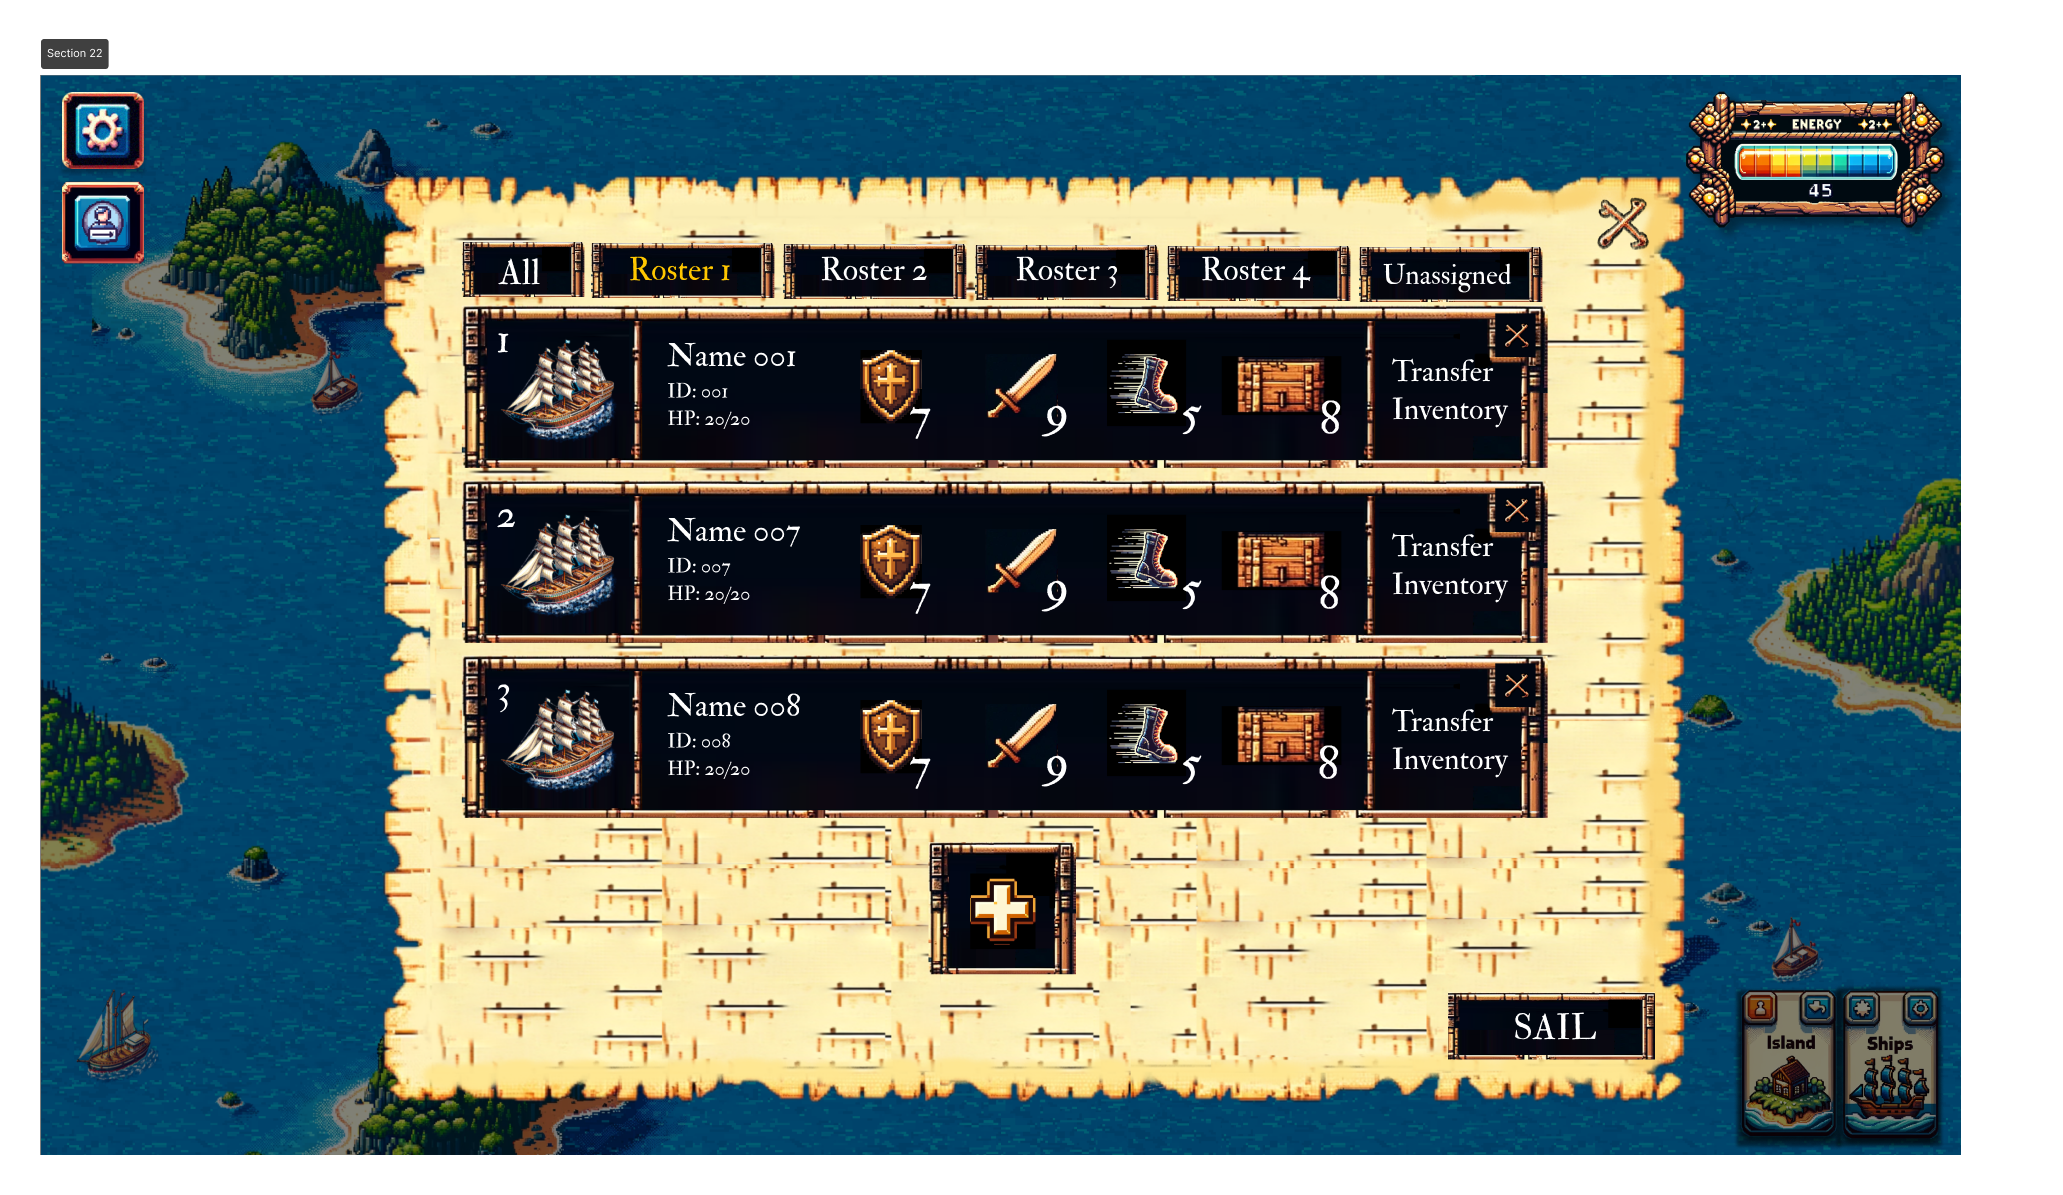 Section 22
2+ ENERGY 2+
45
All
Roster 1
Roster 2
Roster 3
Roster 4
Unassigned
1
Name 001
ID: 001
HP: 20/20
7
9
5
8
Transfer
Inventory
2
Name 007
ID: 007
HP: 20/20
7
9
5
8
Transfer
Inventory
3
Name 008
ID: 008
HP: 20/20
7
9
5
8
Transfer
Inventory
SAIL
Island
Ships